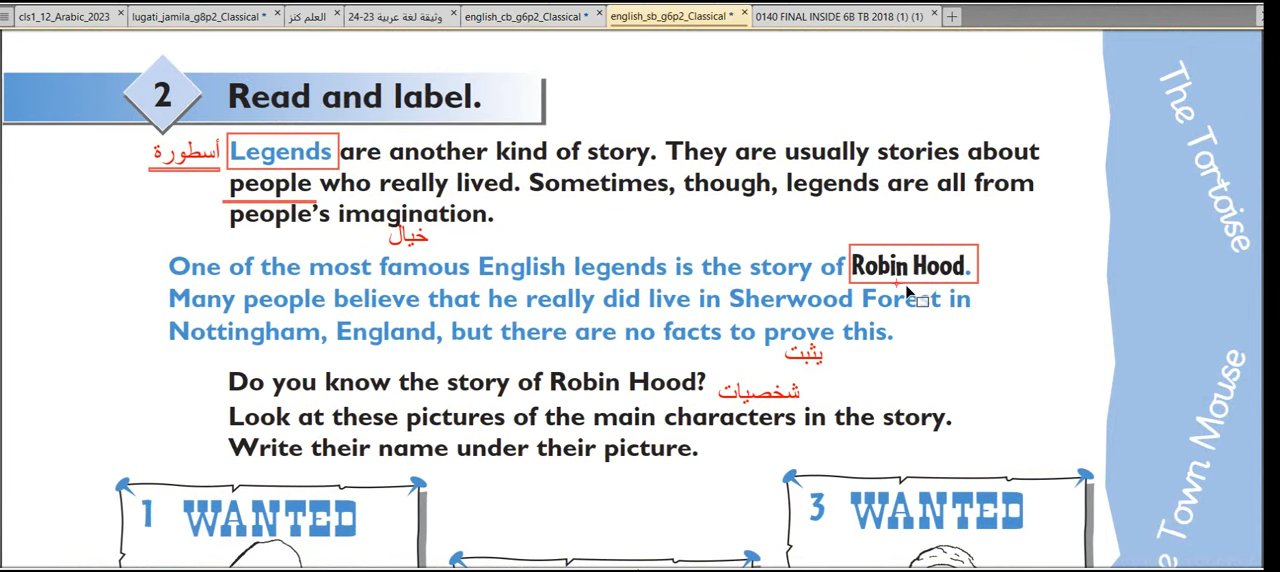 cls1_12_Arabic_2023
lugati_jamila_g8p2_Classical *
العلم كنز
وثيقة لغة عربية 24-23
english_cb_g6p2_Classical *
english_sb_g6p2_Classical *
0140 FINAL INSIDE 6B TB 2018 (1) (1)
2 Read and label.
أسطورة Legends are another kind of story. They are usually stories about
people who really lived. Sometimes, though, legends are all from
people's imagination.
خيال
One of the most famous English legends is the story of Robin Hood.
Many people believe that he really did live in Sherwood Forest in
Nottingham, England, but there are no facts to prove this.
يثبت
Do you know the story of Robin Hood?
شخصيات
Look at these pictures of the main characters in the story.
Write their name under their picture.
1 WANTED
3 WANTED
The Tortoise
Town Mouse